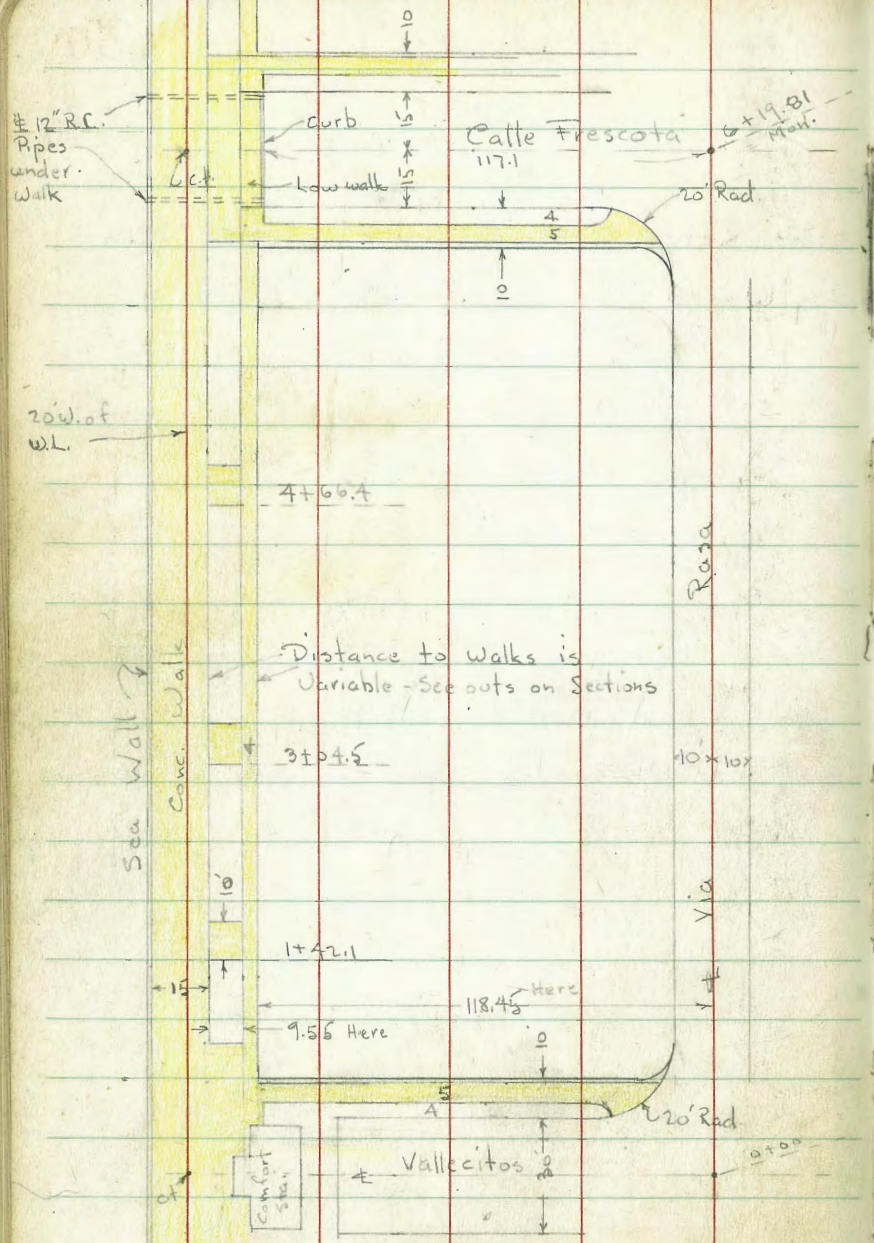 10
℄ 12" R.C.
Pipes
under
Walk
curb
15
Calle Frescota
117.1
6+19.81
Mon.
Low walk
15
20' Rad.
4
5
10
20' W. of
W.L.
4+66.4
Rasa
Distance to Walks is
Variable - See outs on Sections
Sea Wall
Conc. Walk
4
3+04.5
10 x 10
10
Via
1+42.1
15
118.45 Here
℄
9.55 Here
10
5
4
20' Rad.
Comfort
Sta.
℄ Vallecitos
30
0+00